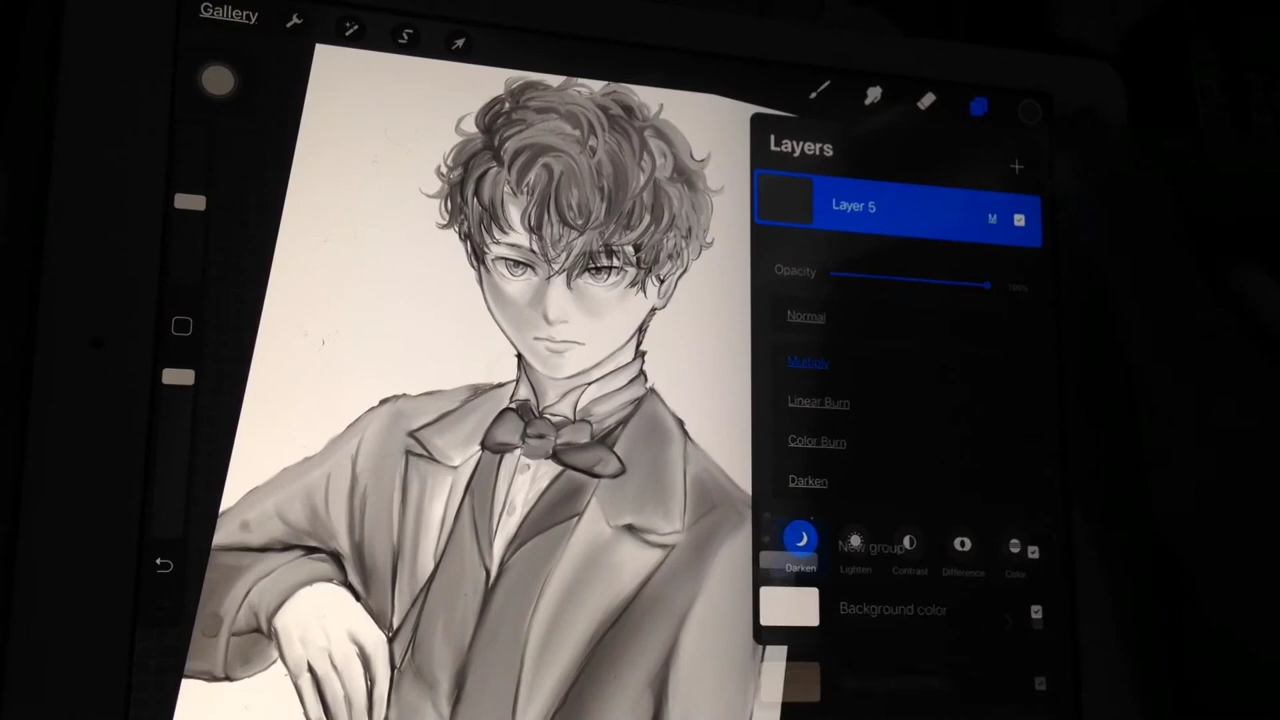 Gallery
Layers
Layer 5
M
Opacity
100%
Normal
Multiply
Linear Burn
Color Burn
Darken
New group
Darken
Lighten
Contrast
Difference
Color
Background color